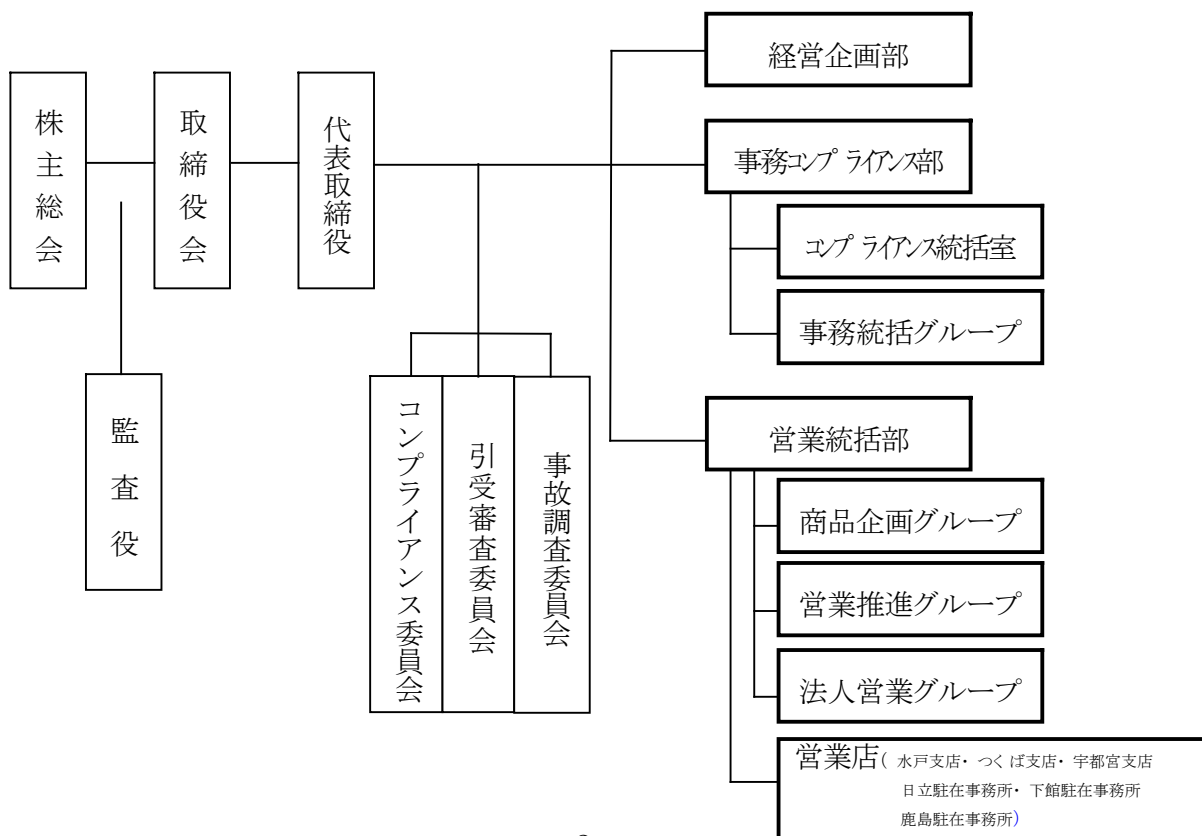 株主総会
取締役会
代表取締役
監査役
コンプライアンス委員会
引受審査委員会
事故調査委員会
経営企画部
事務コンプライアンス部
コンプライアンス統括室
事務統括グループ
営業統括部
商品企画グループ
営業推進グループ
法人営業グループ
営業店(水戸支店・つくば支店・宇都宮支店
日立駐在事務所・下館駐在事務所
鹿島駐在事務所)